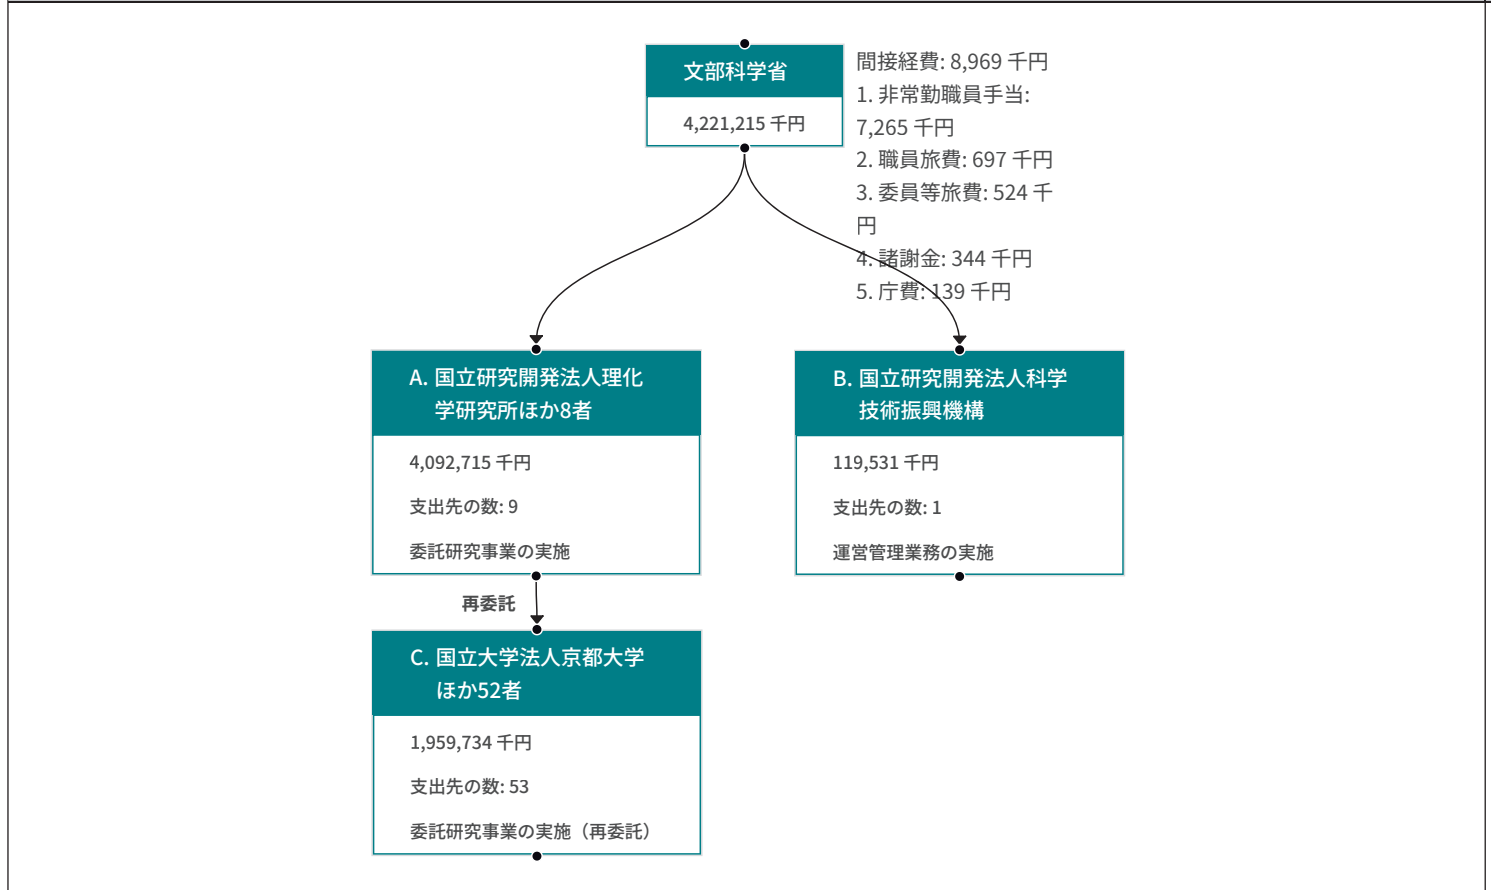 文部科学省
4,221,215 千円
間接経費: 8,969 千円
1. 非常勤職員手当:
7,265 千円
2. 職員旅費: 697 千円
3. 委員等旅費: 524 千
円
4. 諸謝金: 344 千円
5. 庁費: 139 千円
A. 国立研究開発法人理化
学研究所ほか8者
4,092,715 千円
支出先の数: 9
委託研究事業の実施
B. 国立研究開発法人科学
技術振興機構
119,531 千円
支出先の数: 1
運営管理業務の実施
再委託
C. 国立大学法人京都大学
ほか52者
1,959,734 千円
支出先の数: 53
委託研究事業の実施（再委託）